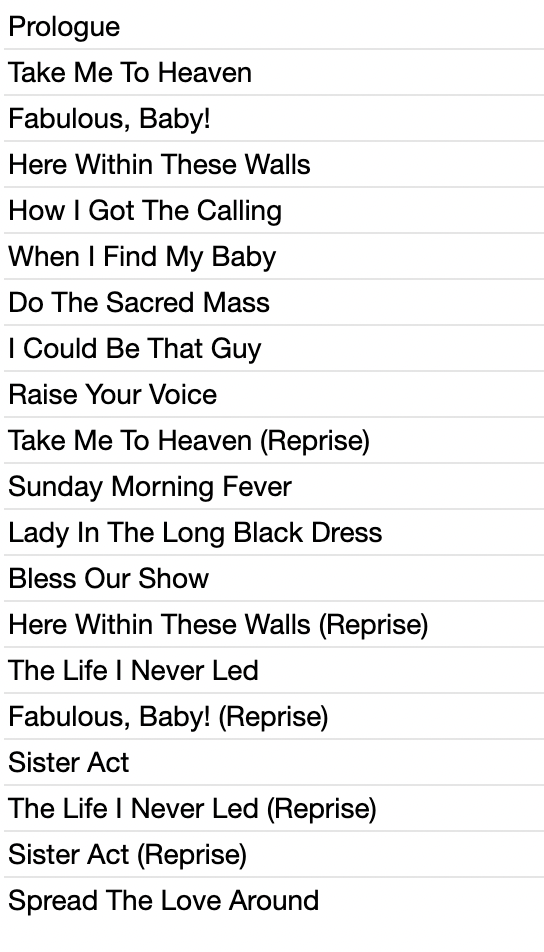 Prologue
Take Me To Heaven
Fabulous, Baby!
Here Within These Walls
How I Got The Calling
When I Find My Baby
Do The Sacred Mass
I Could Be That Guy
Raise Your Voice
Take Me To Heaven (Reprise)
Sunday Morning Fever
Lady In The Long Black Dress
Bless Our Show
Here Within These Walls (Reprise)
The Life I Never Led
Fabulous, Baby! (Reprise)
Sister Act
The Life I Never Led (Reprise)
Sister Act (Reprise)
Spread The Love Around